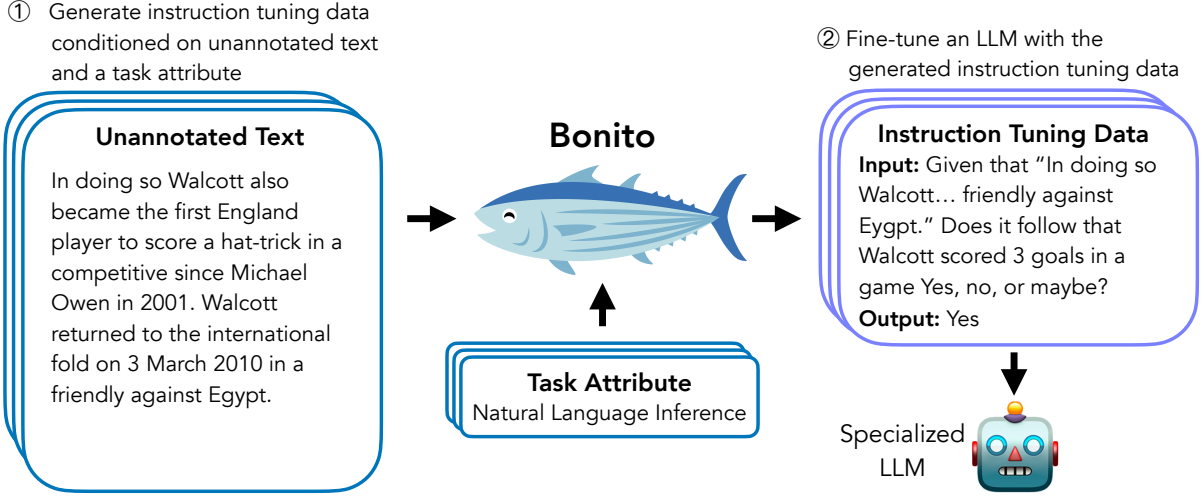 ① Generate instruction tuning data
conditioned on unannotated text
and a task attribute
Unannotated Text
In doing so Walcott also
became the first England
player to score a hat-trick in a
competitive since Michael
Owen in 2001. Walcott
returned to the international
fold on 3 March 2010 in a
friendly against Egypt.
Bonito
Task Attribute
Natural Language Inference
② Fine-tune an LLM with the
generated instruction tuning data
Instruction Tuning Data
Input: Given that “In doing so
Walcott… friendly against
Eygpt.” Does it follow that
Walcott scored 3 goals in a
game Yes, no, or maybe?
Output: Yes
Specialized
LLM